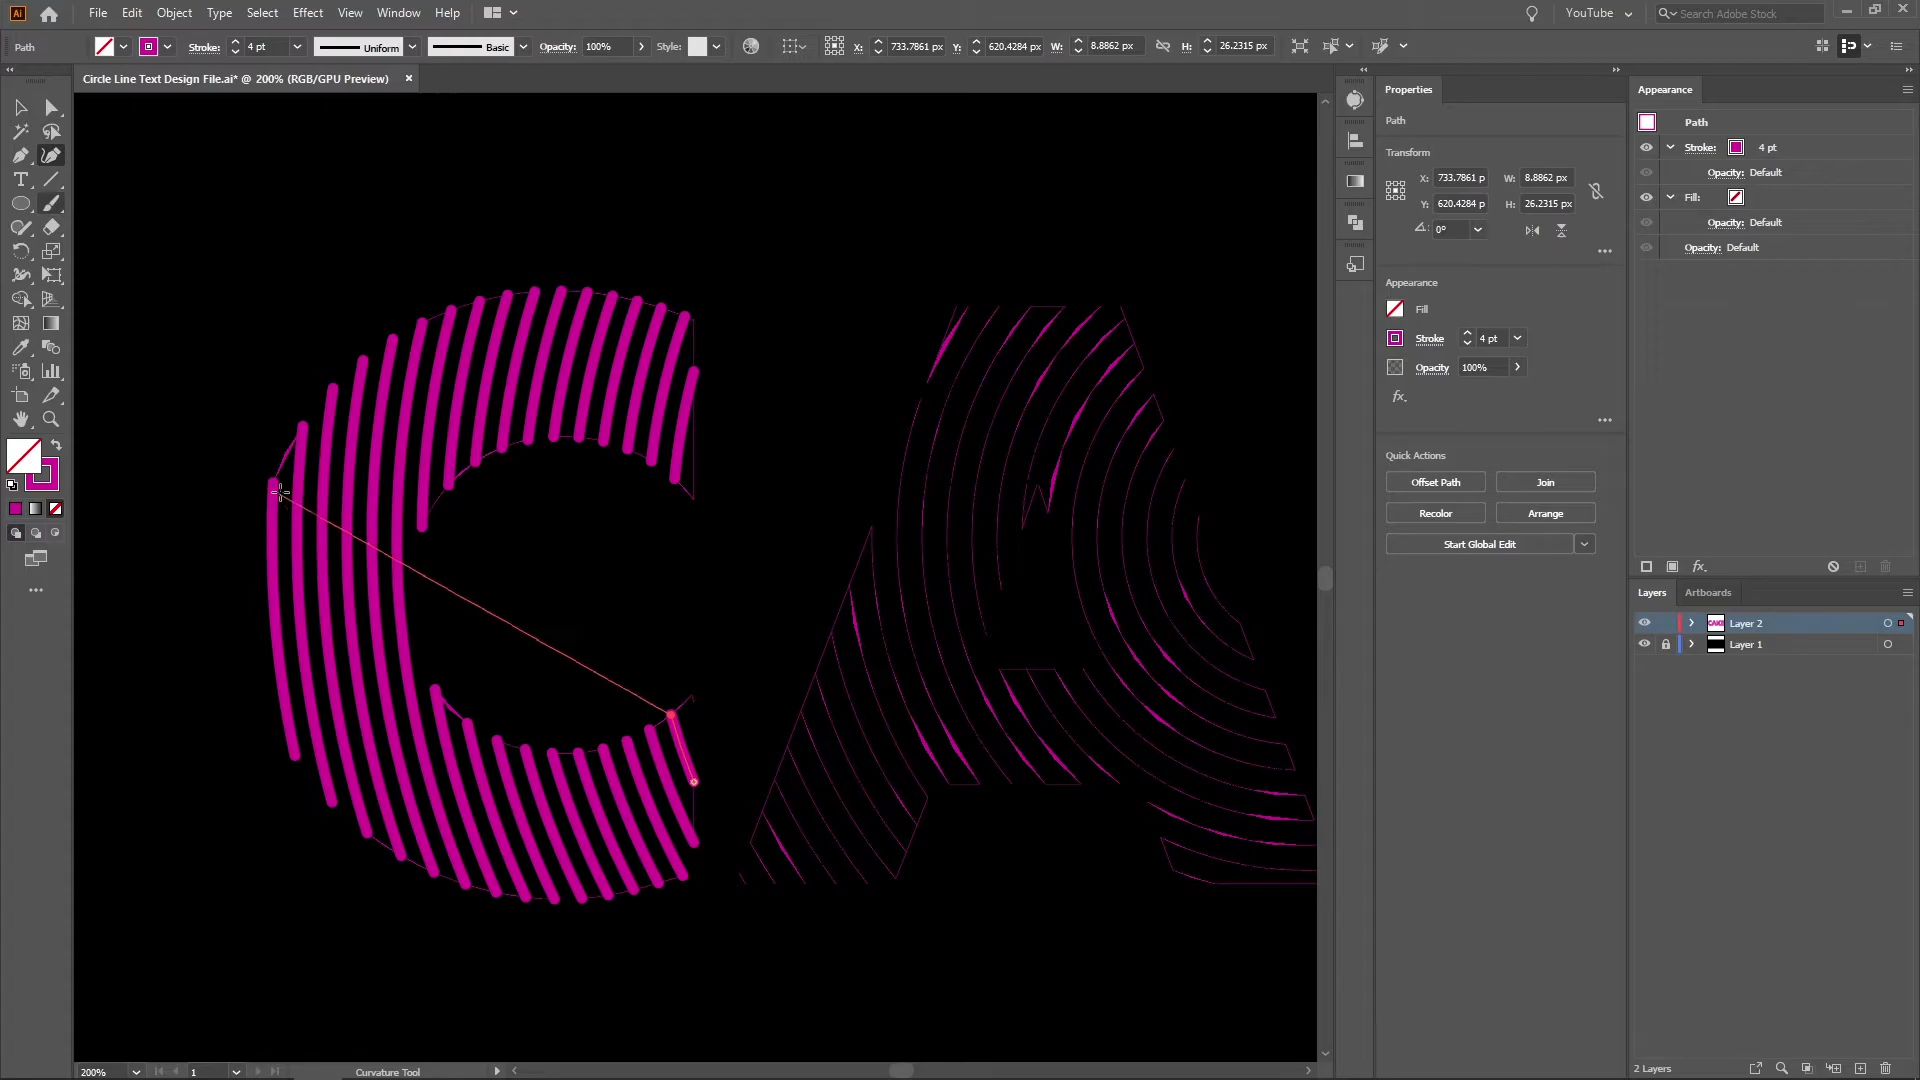 Ai File Edit Object Type Select Effect View Window Help YouTube Search Adobe Stock
Path Stroke: 4 pt Uniform Basic Opacity: 100% Style: X: 733.7861 px Y: 620.4284 px W: 8.8862 px H: 26.2315 px
Circle Line Text Design File.ai* @ 200% (RGB/GPU Preview) ×
Properties
Path
Transform
X: 733.7861 p W: 8.8862 px
Y: 620.4284 p H: 26.2315 px
0°
Appearance
Fill
Stroke 4 pt
Opacity 100%
fx.
Quick Actions
Offset Path Join
Recolor Arrange
Start Global Edit
Appearance
Path
Stroke: 4 pt
Opacity: Default
Fill:
Opacity: Default
Opacity: Default
fx.
Layers Artboards
Layer 2
Layer 1
2 Layers
200% 1 Curvature Tool